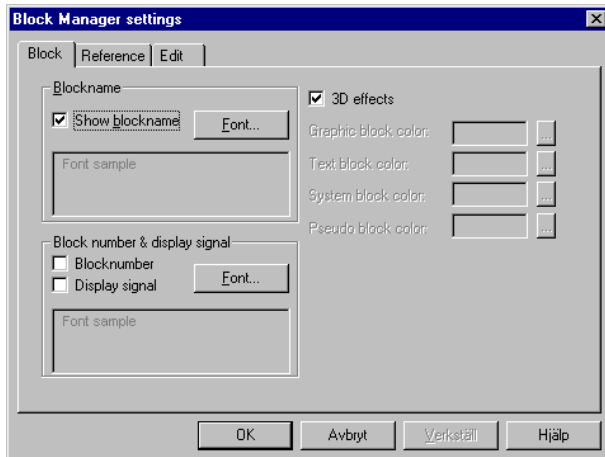 Block Manager settings
Block Reference Edit
Blockname
Show blockname
Font...
Font sample
Block number & display signal
Blocknumber
Display signal
Font...
Font sample
3D effects
Graphic block color: ...
Text block color: ...
System block color: ...
Pseudo block color: ...
OK Avbryt Verkställ Hjälp